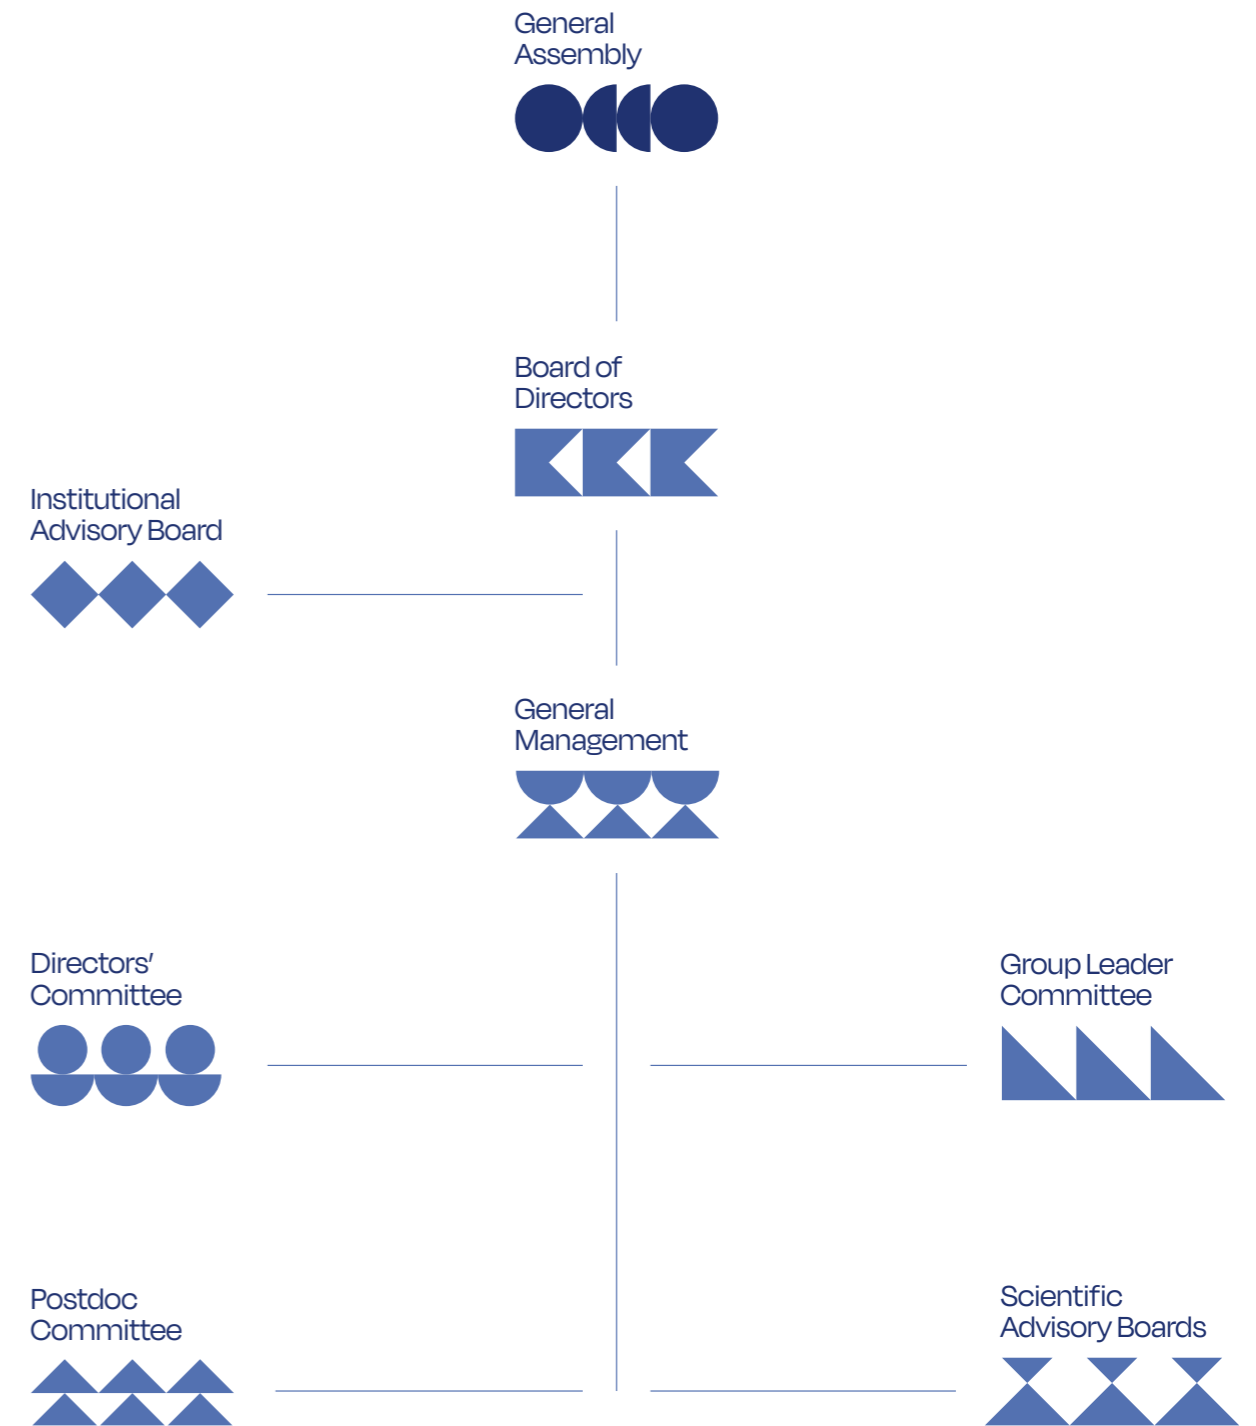 General
Assembly
Board of
Directors
Institutional
Advisory Board
General
Management
Directors’
Committee
Group Leader
Committee
Postdoc
Committee
Scientific
Advisory Boards